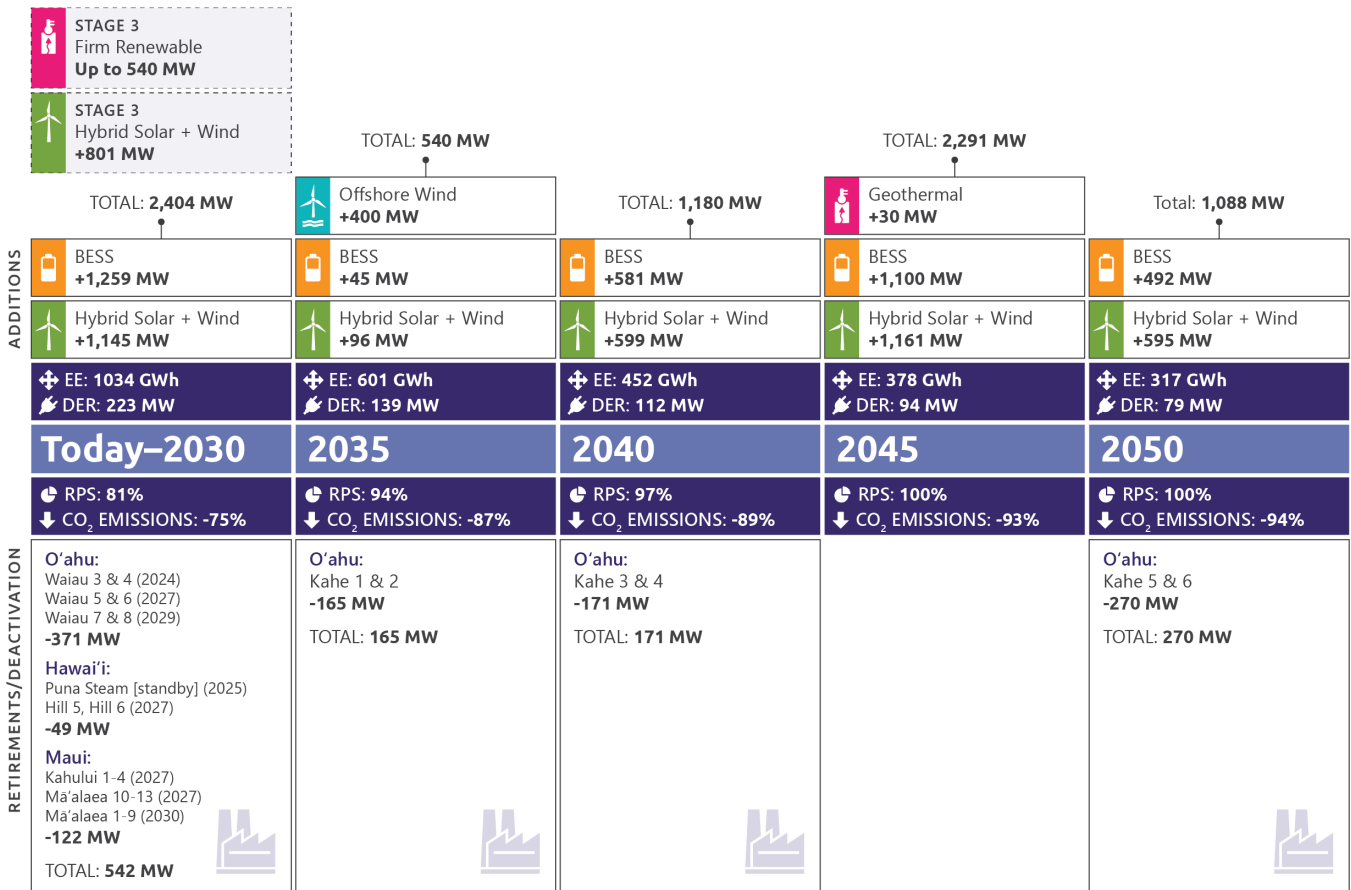 STAGE 3
Firm Renewable
Up to 540 MW
STAGE 3
Hybrid Solar + Wind
+801 MW
ADDITIONS
TOTAL: 2,404 MW
BESS
+1,259 MW
Hybrid Solar + Wind
+1,145 MW
EE: 1034 GWh
DER: 223 MW
Today–2030
RPS: 81%
CO2 EMISSIONS: -75%
TOTAL: 540 MW
Offshore Wind
+400 MW
BESS
+45 MW
Hybrid Solar + Wind
+96 MW
EE: 601 GWh
DER: 139 MW
2035
RPS: 94%
CO2 EMISSIONS: -87%
TOTAL: 1,180 MW
BESS
+581 MW
Hybrid Solar + Wind
+599 MW
EE: 452 GWh
DER: 112 MW
2040
RPS: 97%
CO2 EMISSIONS: -89%
TOTAL: 2,291 MW
Geothermal
+30 MW
BESS
+1,100 MW
Hybrid Solar + Wind
+1,161 MW
EE: 378 GWh
DER: 94 MW
2045
RPS: 100%
CO2 EMISSIONS: -93%
Total: 1,088 MW
BESS
+492 MW
Hybrid Solar + Wind
+595 MW
EE: 317 GWh
DER: 79 MW
2050
RPS: 100%
CO2 EMISSIONS: -94%
RETIREMENTS/DEACTIVATION
Oʻahu:
Waiau 3 & 4 (2024)
Waiau 5 & 6 (2027)
Waiau 7 & 8 (2029)
-371 MW
Hawaiʻi:
Puna Steam [standby] (2025)
Hill 5, Hill 6 (2027)
-49 MW
Maui:
Kahului 1-4 (2027)
Māʻalaea 10-13 (2027)
Māʻalaea 1-9 (2030)
-122 MW
TOTAL: 542 MW
Oʻahu:
Kahe 1 & 2
-165 MW
TOTAL: 165 MW
Oʻahu:
Kahe 3 & 4
-171 MW
TOTAL: 171 MW
Oʻahu:
Kahe 5 & 6
-270 MW
TOTAL: 270 MW